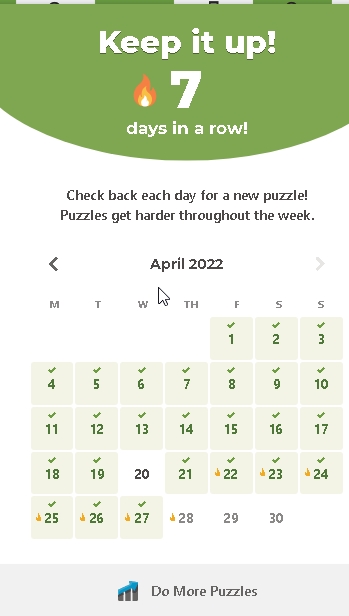 Keep it up!
7
days in a row!
Check back each day for a new puzzle!
Puzzles get harder throughout the week.
April 2022
M T W TH F S S
1 2 3
4 5 6 7 8 9 10
11 12 13 14 15 16 17
18 19 20 21 22 23 24
25 26 27 28 29 30
Do More Puzzles